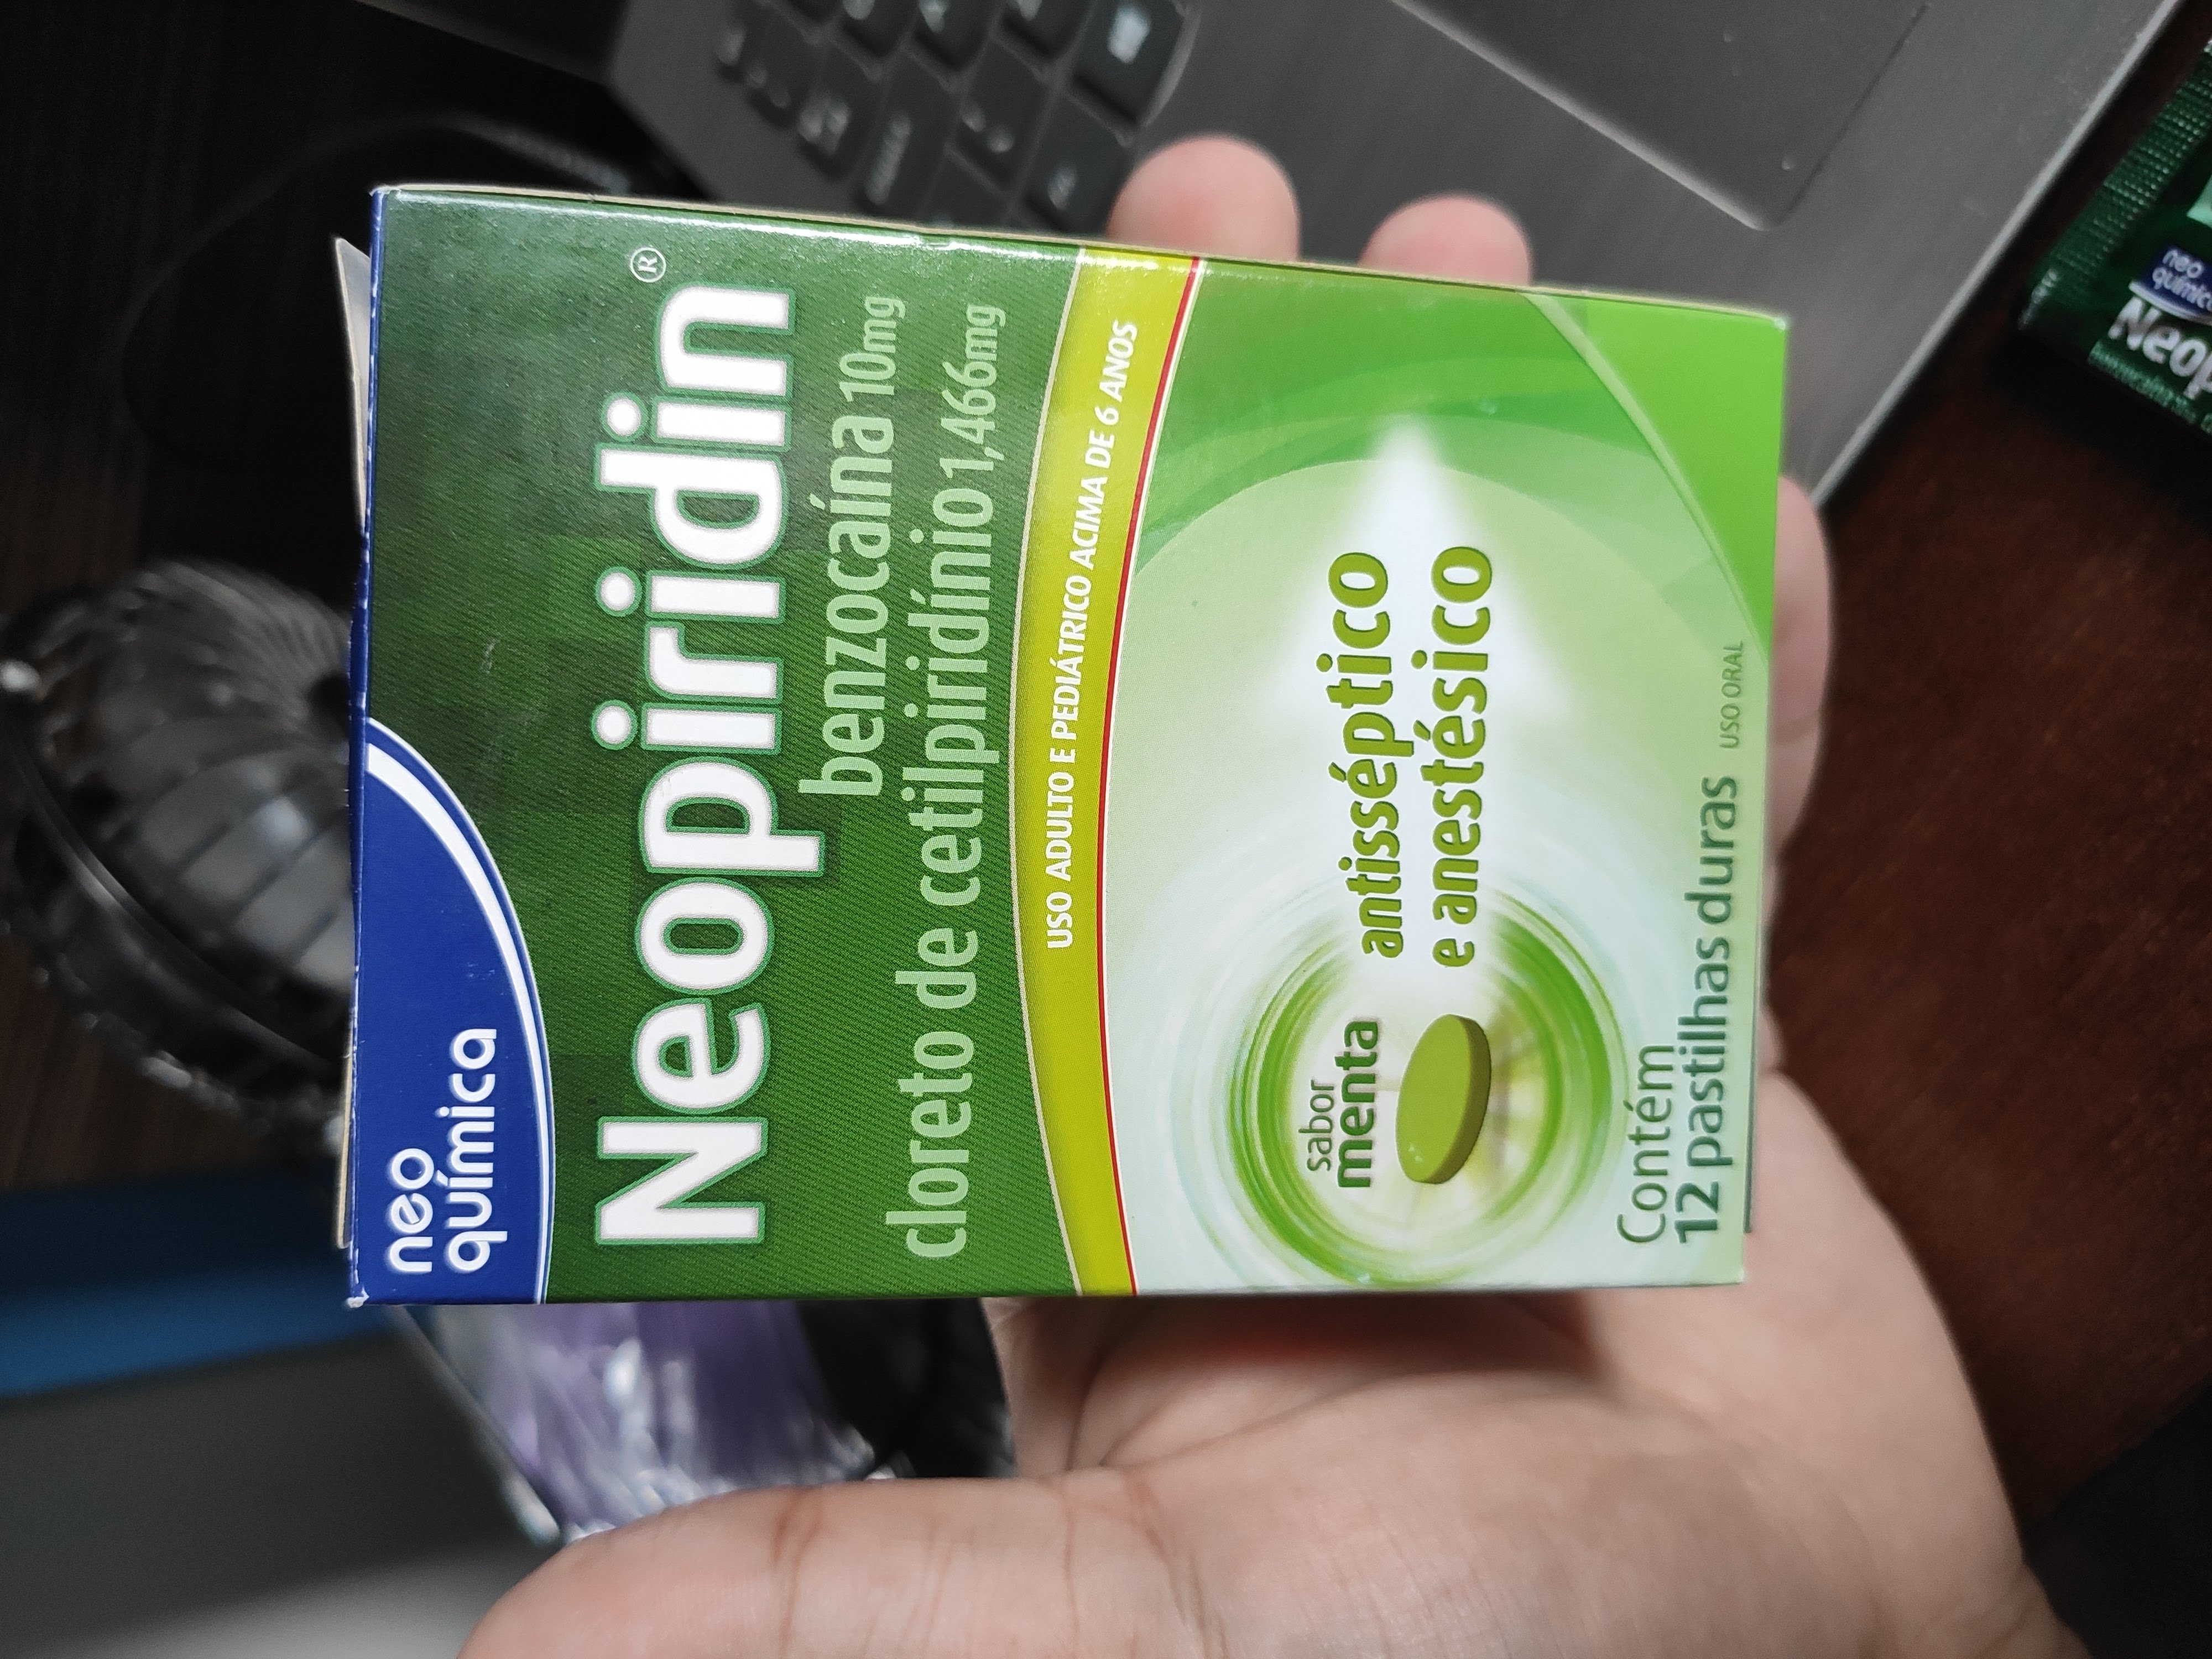 neo
química
Neopiridin®
benzocaína 10mg
cloreto de cetilpiridínio 1,466mg
USO ADULTO E PEDIÁTRICO ACIMA DE 6 ANOS
sabor
menta
antisséptico
e anestésico
Contém
12 pastilhas duras USO ORAL
neo